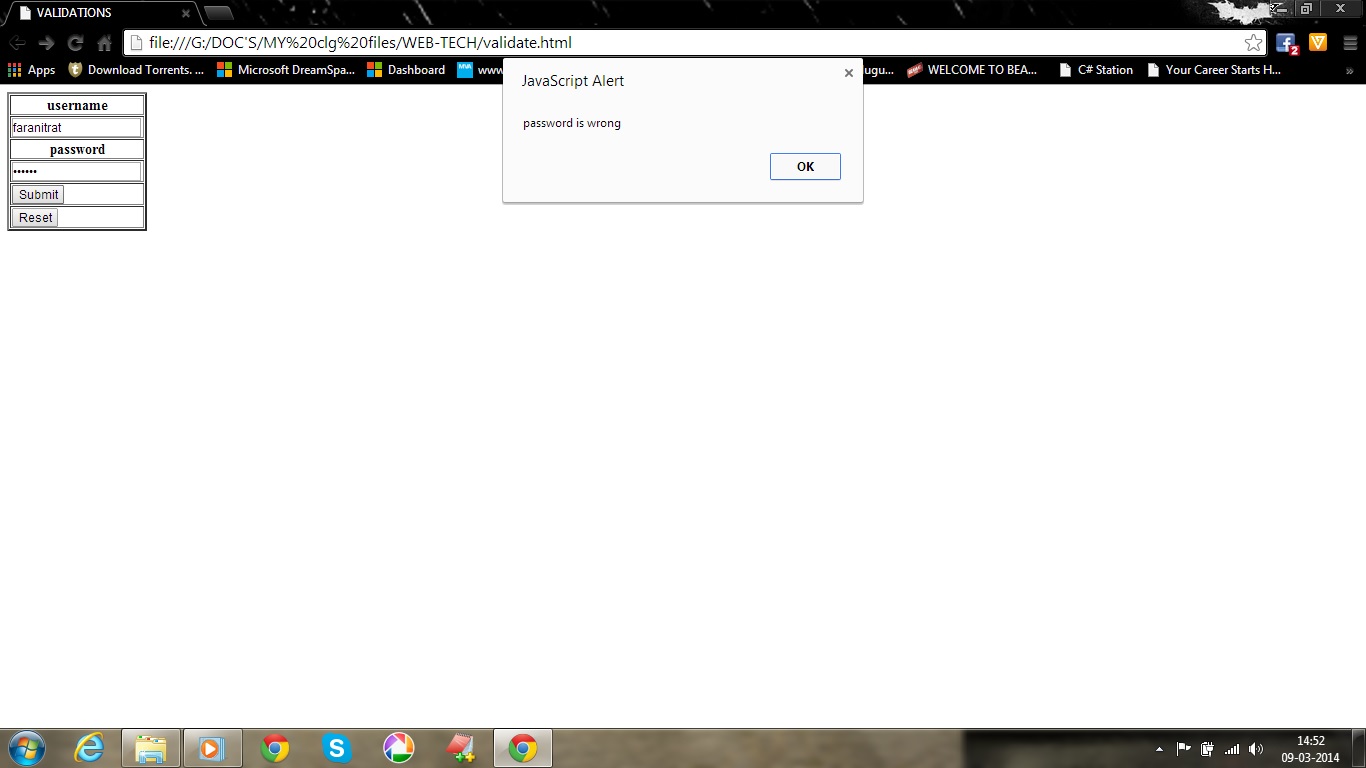 VALIDATIONS
file:///G:/DOC'S/MY%20clg%20files/WEB-TECH/validate.html
Apps
Download Torrents. ...
Microsoft DreamSpa...
Dashboard
www
ugu...
WELCOME TO BEA...
C# Station
Your Career Starts H...
»
2
JavaScript Alert
password is wrong
OK
username
faranitrat
password
••••••
Submit
Reset
14:52
09-03-2014